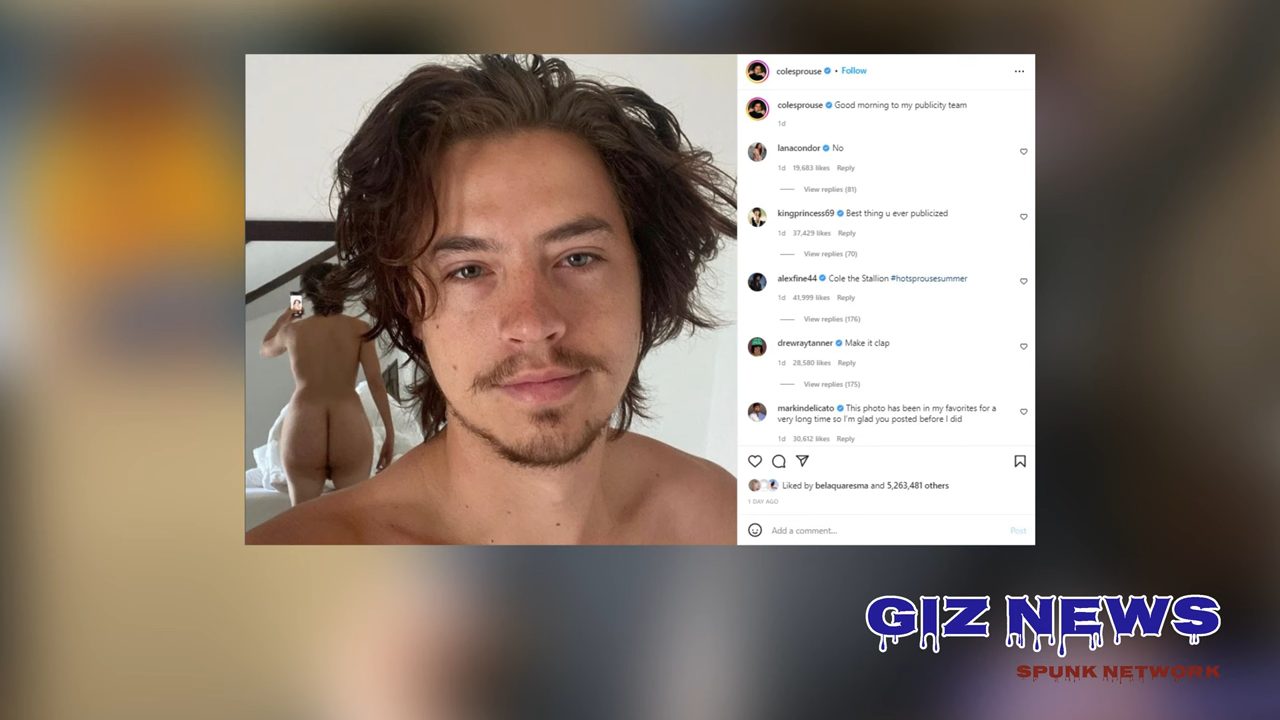 colesprouse • Follow
colesprouse Good morning to my publicity team
1d
lanacondor No
1d 19,683 likes Reply
View replies (81)
kingprincess69 Best thing u ever publicized
1d 37,429 likes Reply
View replies (70)
alexfine44 Cole the Stallion #hotsprousesummer
1d 41,999 likes Reply
View replies (176)
drewraytanner Make it clap
1d 28,580 likes Reply
View replies (175)
markindelicato This photo has been in my favorites for a
very long time so I'm glad you posted before I did
1d 30,612 likes Reply
Liked by belaquaresma and 5,263,481 others
1 DAY AGO
Add a comment... Post
GIZ NEWS
SPUNK NETWORK